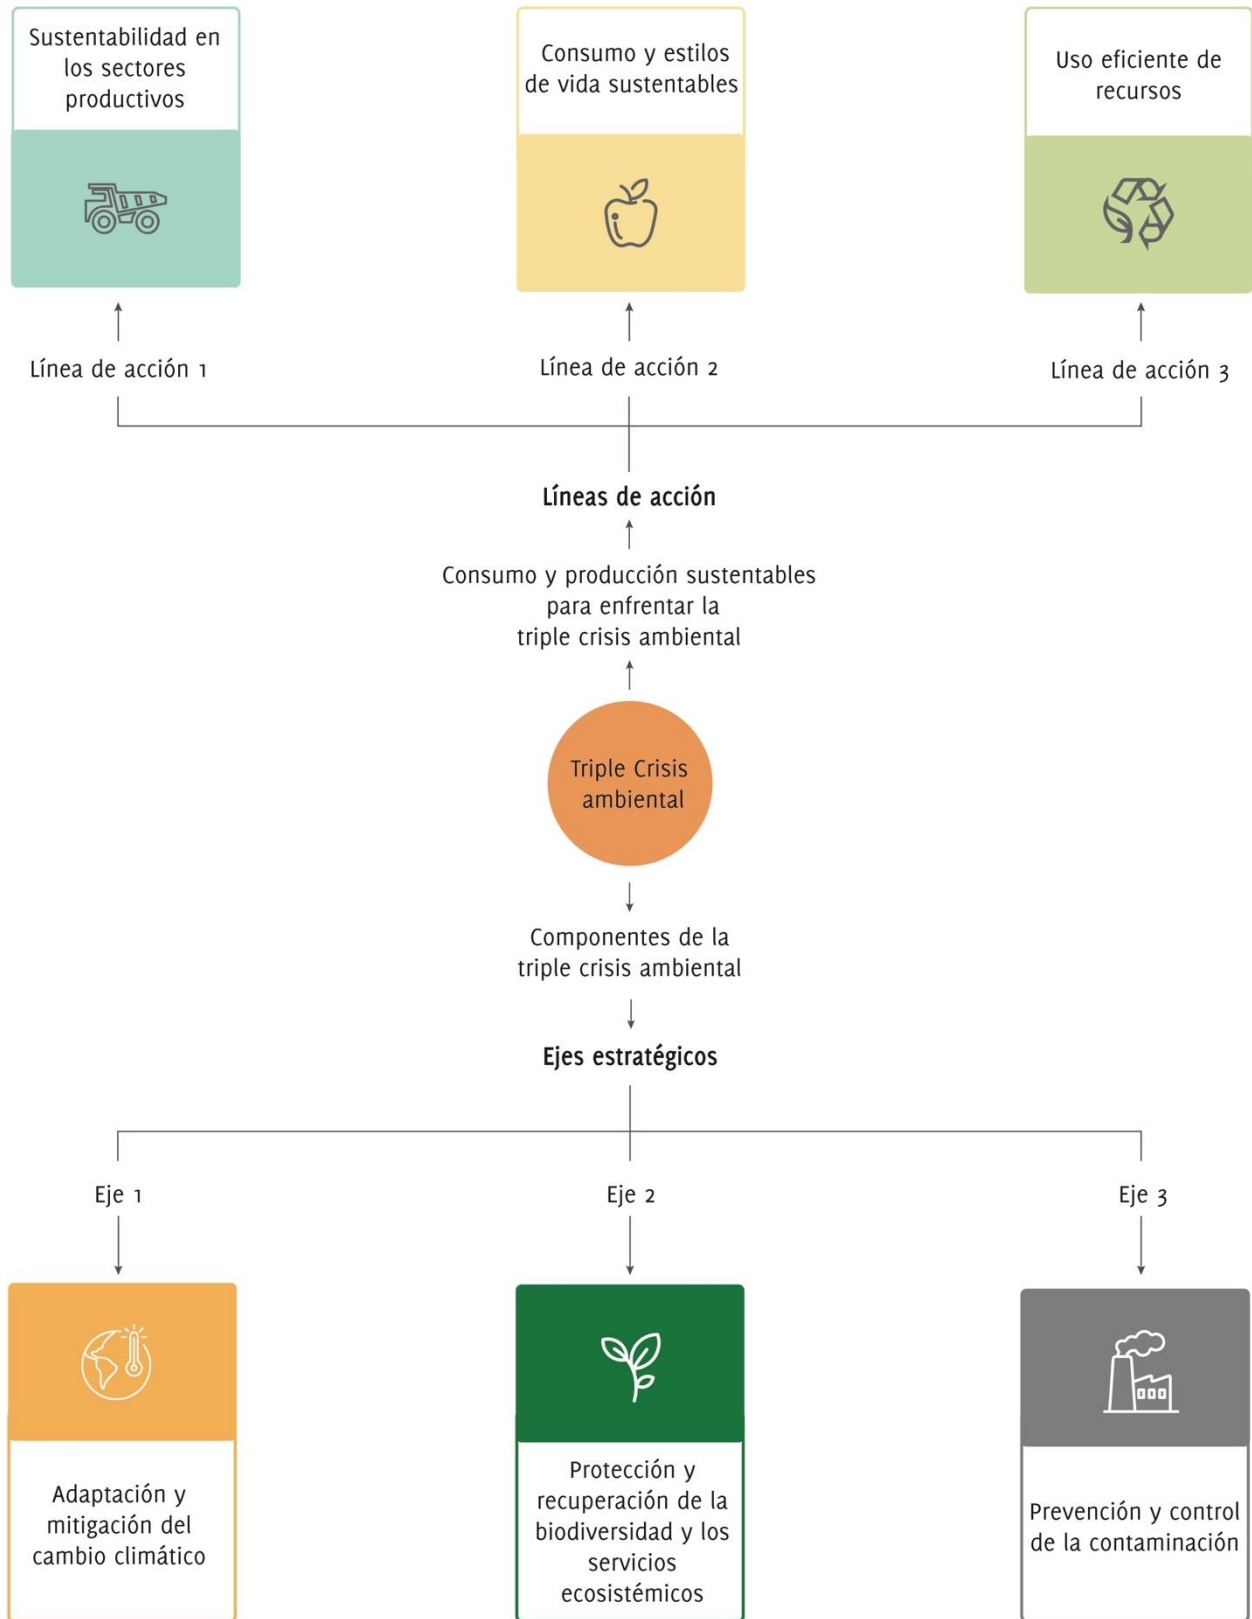 Sustentabilidad en
los sectores
productivos
Consumo y estilos
de vida sustentables
Uso eficiente de
recursos
Línea de acción 1
Línea de acción 2
Línea de acción 3
Líneas de acción
Consumo y producción sustentables
para enfrentar la
triple crisis ambiental
Triple Crisis
ambiental
Componentes de la
triple crisis ambiental
Ejes estratégicos
Eje 1
Eje 2
Eje 3
Adaptación y
mitigación del
cambio climático
Protección y
recuperación de la
biodiversidad y los
servicios
ecosistémicos
Prevención y control
de la contaminación